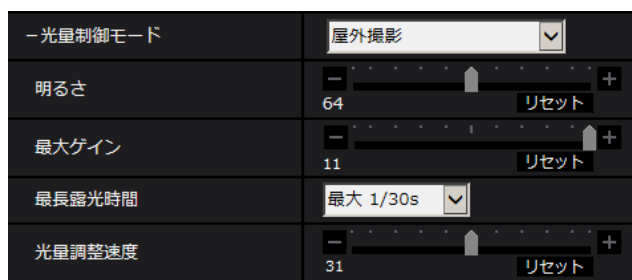 －光量制御モード
屋外撮影
明るさ
64
リセット
最大ゲイン
11
リセット
最長露光時間
最大 1/30s
光量調整速度
31
リセット